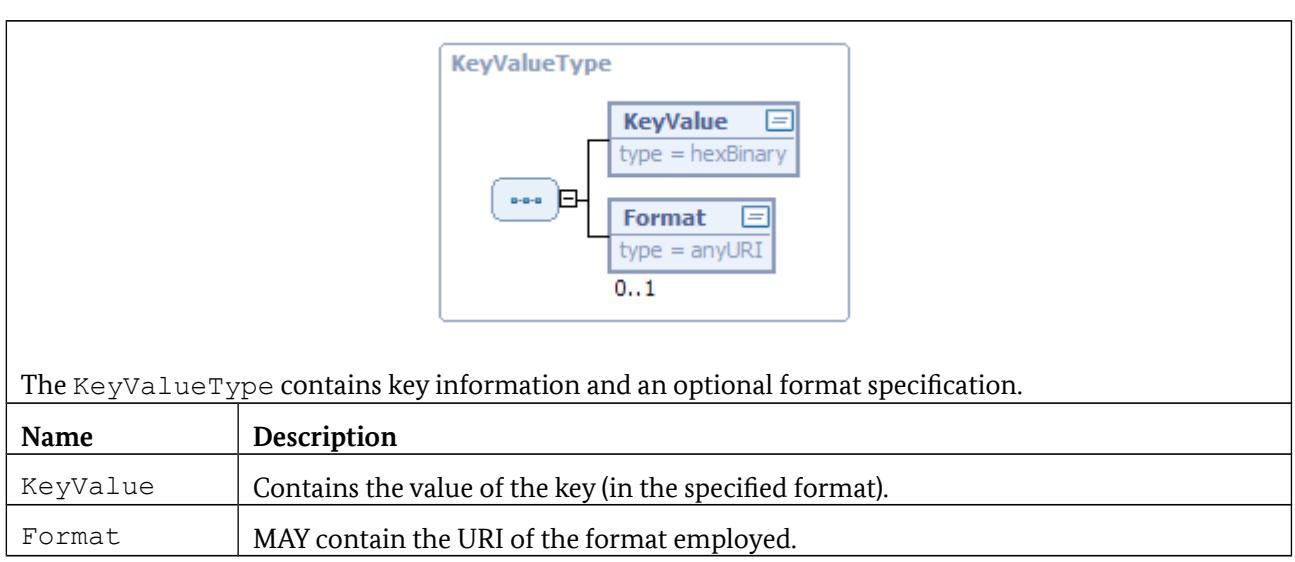 KeyValueType
KeyValue
type = hexBinary
Format
type = anyURI
0..1
The KeyValueType contains key information and an optional format specification.
Name Description
KeyValue Contains the value of the key (in the specified format).
Format MAY contain the URI of the format employed.